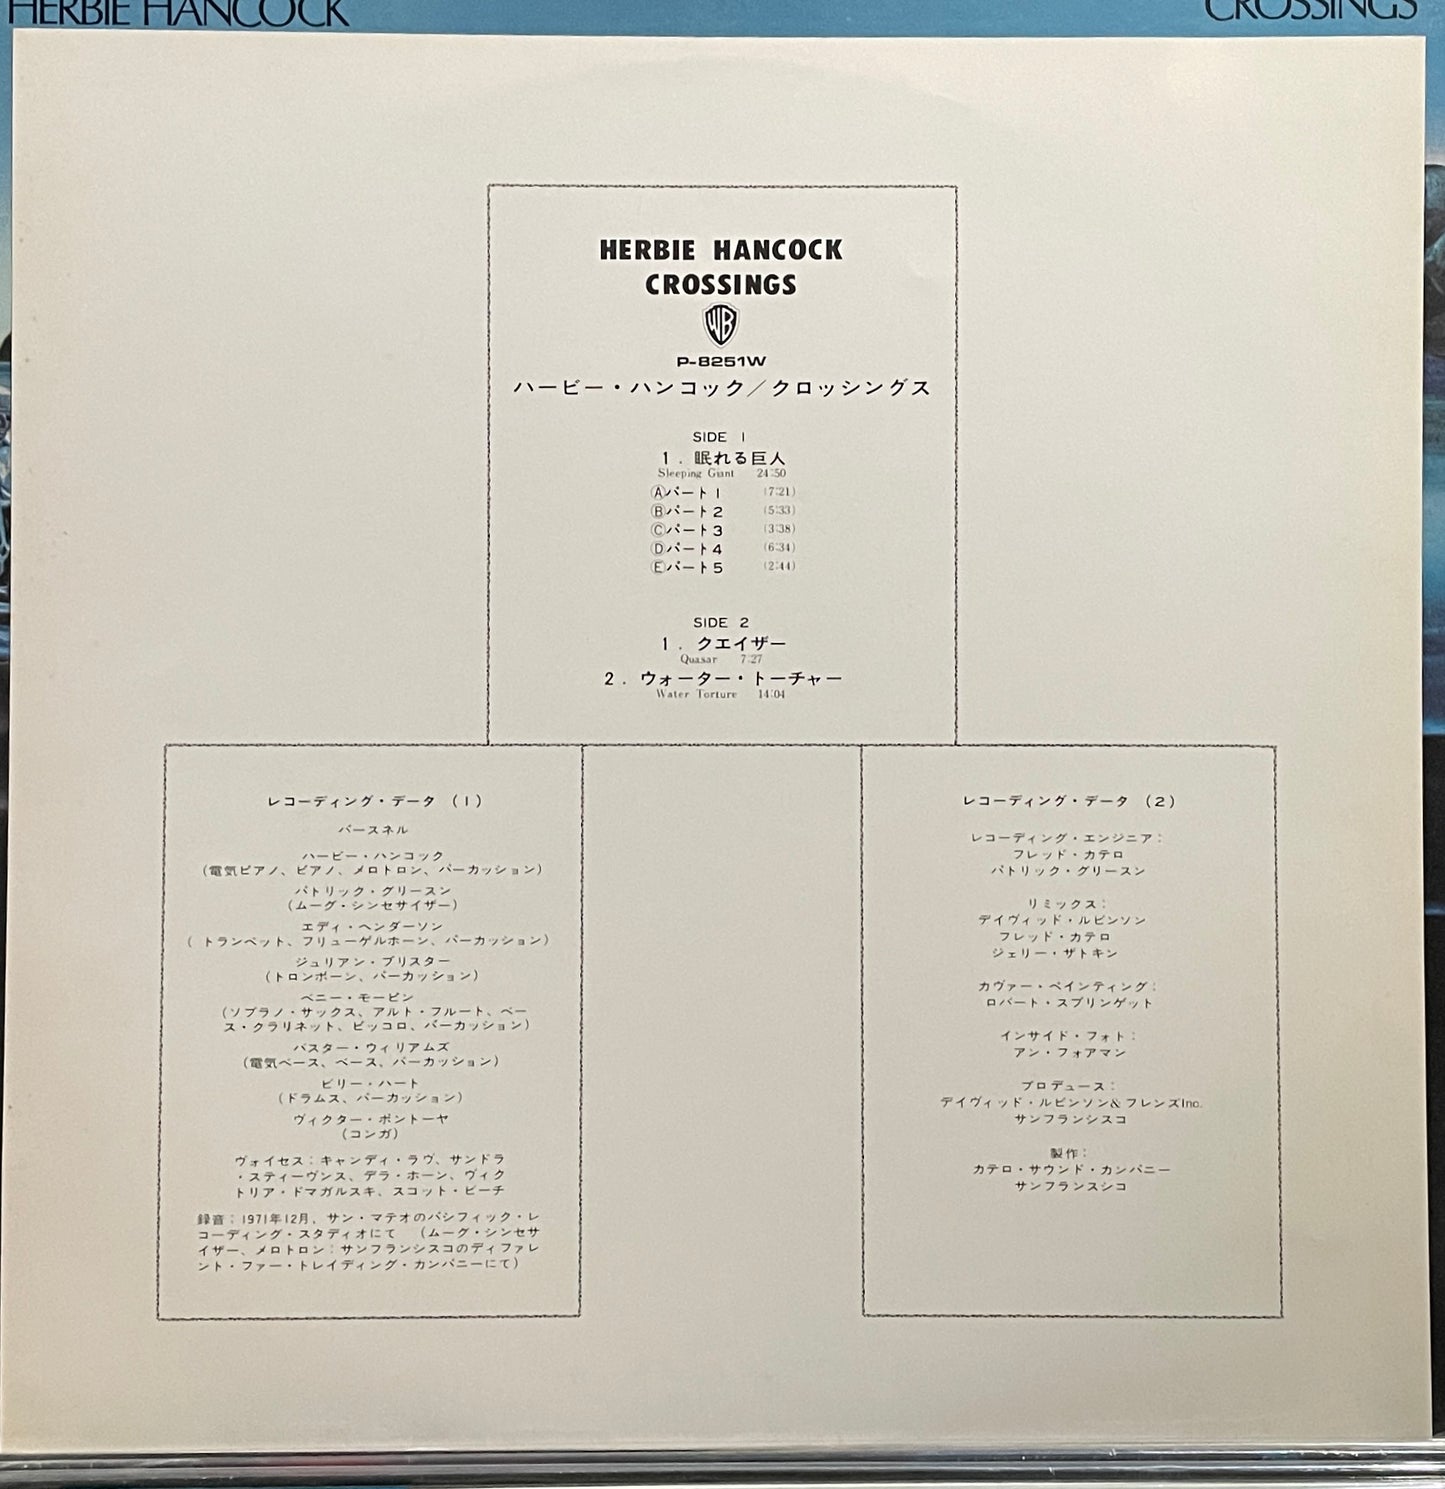 HERBIE HANCOCK
CROSSINGS
HERBIE HANCOCK
CROSSINGS
WB
P-8251W
ハービー・ハンコック／クロッシングス
SIDE 1
1．眠れる巨人
Sleeping Giant 24:50
Ⓐパート1 (7:21)
Ⓑパート2 (5:33)
Ⓒパート3 (3:38)
Ⓓパート4 (6:34)
Ⓔパート5 (2:44)
SIDE 2
1．クエイザー
Quasar 7:27
2．ウォーター・トーチャー
Water Torture 14:04
レコーディング・データ (1)
パースネル
ハービー・ハンコック
(電気ピアノ、ピアノ、メロトロン、パーカッション)
パトリック・グリースン
(ムーグ・シンセサイザー)
エディ・ヘンダーソン
( トランペット、フリューゲルホーン、パーカッション)
ジュリアン・プリスター
(トロンボーン、パーカッション)
ベニー・モーピン
(ソプラノ・サックス、アルト・フルート、ベー
ス・クラリネット、ピッコロ、パーカッション)
バスター・ウィリアムズ
(電気ベース、ベース、パーカッション)
ビリー・ハート
(ドラムス、パーカッション)
ヴィクター・ポントーヤ
(コンガ)
ヴォイセス：キャンディ・ラヴ、サンドラ
・スティーヴンス、デラ・ホーン、ヴィク
トリア・ドマガルスキ、スコット・ビーチ
録音：1971年12月、サン・マテオのパシフィック・レ
コーディング・スタディオにて （ムーグ・シンセサ
イザー、メロトロン：サンフランシスコのディファレ
ント・ファー・トレイディング・カンパニーにて）
レコーディング・データ (2)
レコーディング・エンジニア：
フレッド・カテロ
パトリック・グリースン
リミックス：
デイヴィッド・ルビンソン
フレッド・カテロ
ジェリー・ザトキン
カヴァー・ペインティング：
ロバート・スプリンゲット
インサイド・フォト：
アン・フォアマン
プロデュース：
デイヴィッド・ルビンソン&フレンズInc.
サンフランシスコ
製作：
カテロ・サウンド・カンパニー
サンフランスシコ